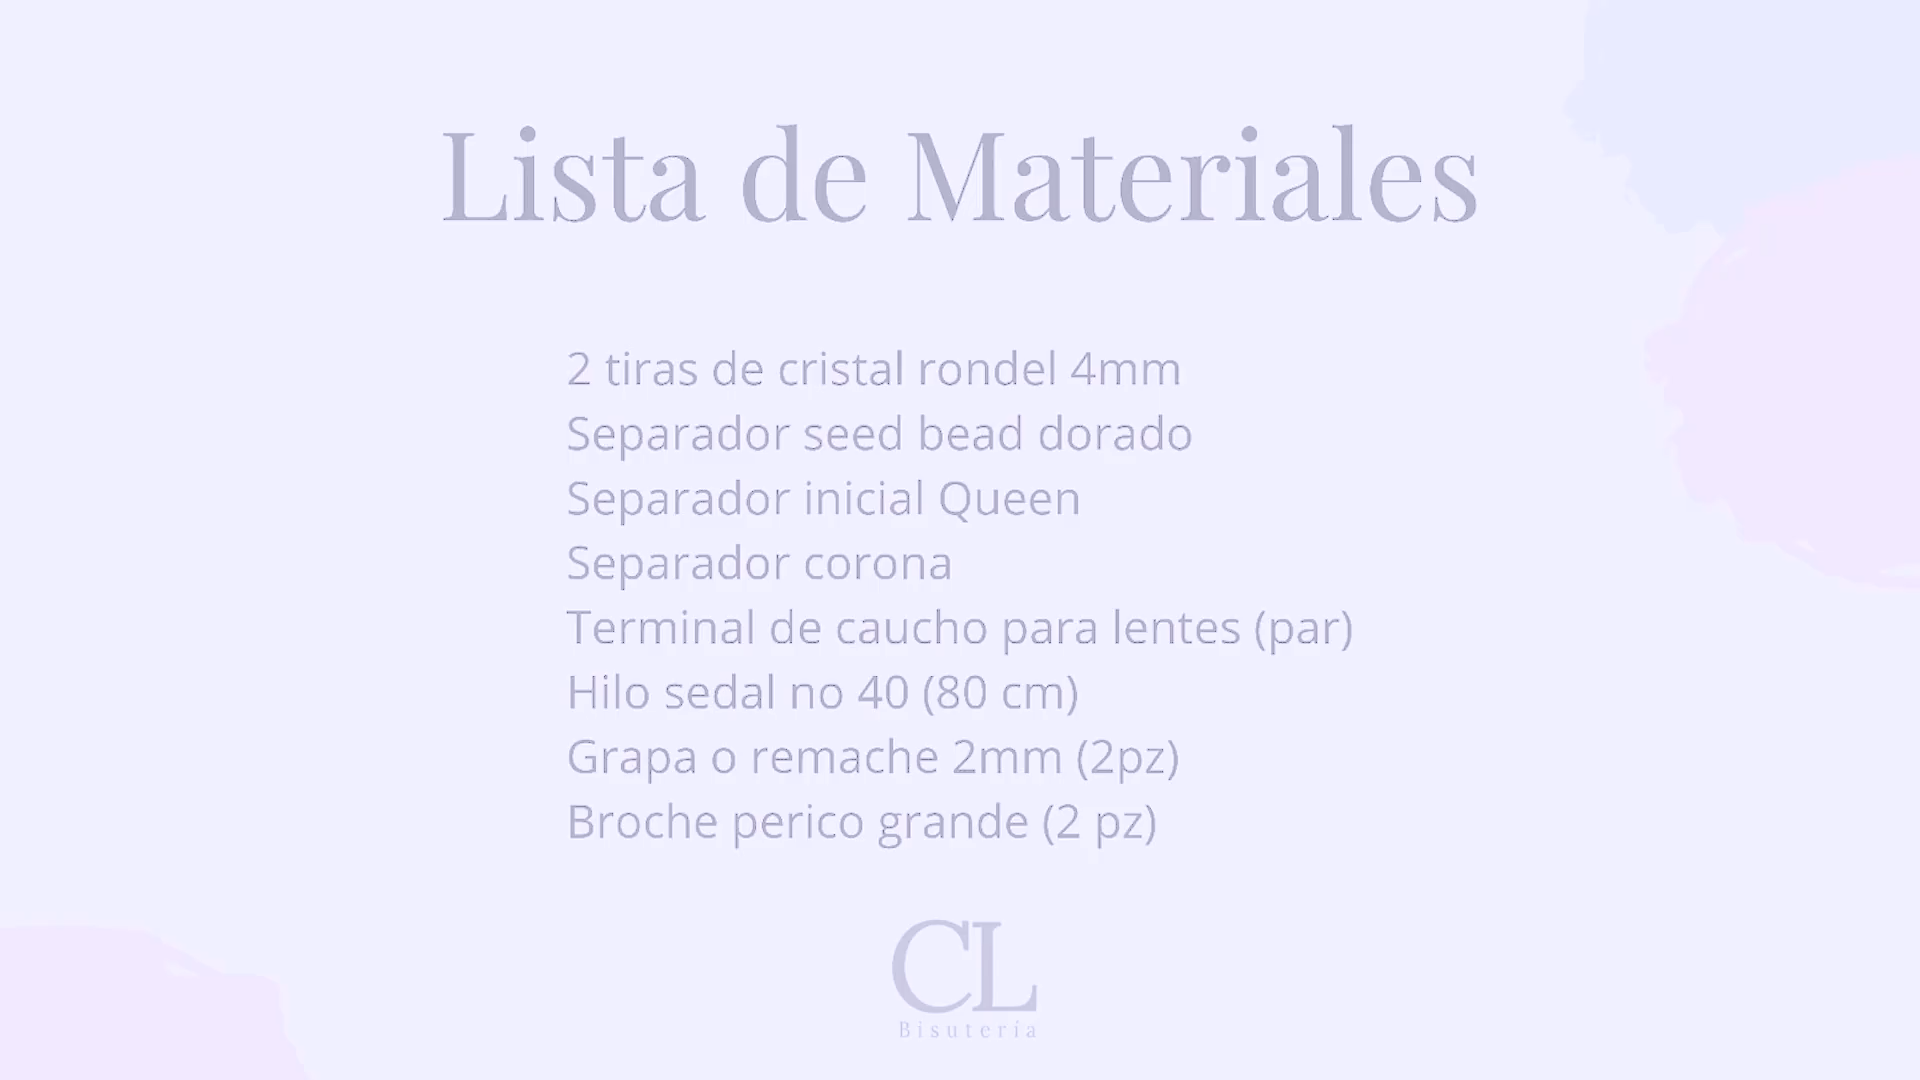 Lista de Materiales
2 tiras de cristal rondel 4mm
Separador seed bead dorado
Separador inicial Queen
Separador corona
Terminal de caucho para lentes (par)
Hilo sedal no 40 (80 cm)
Grapa o remache 2mm (2pz)
Broche perico grande (2 pz)
CL
Bisutería